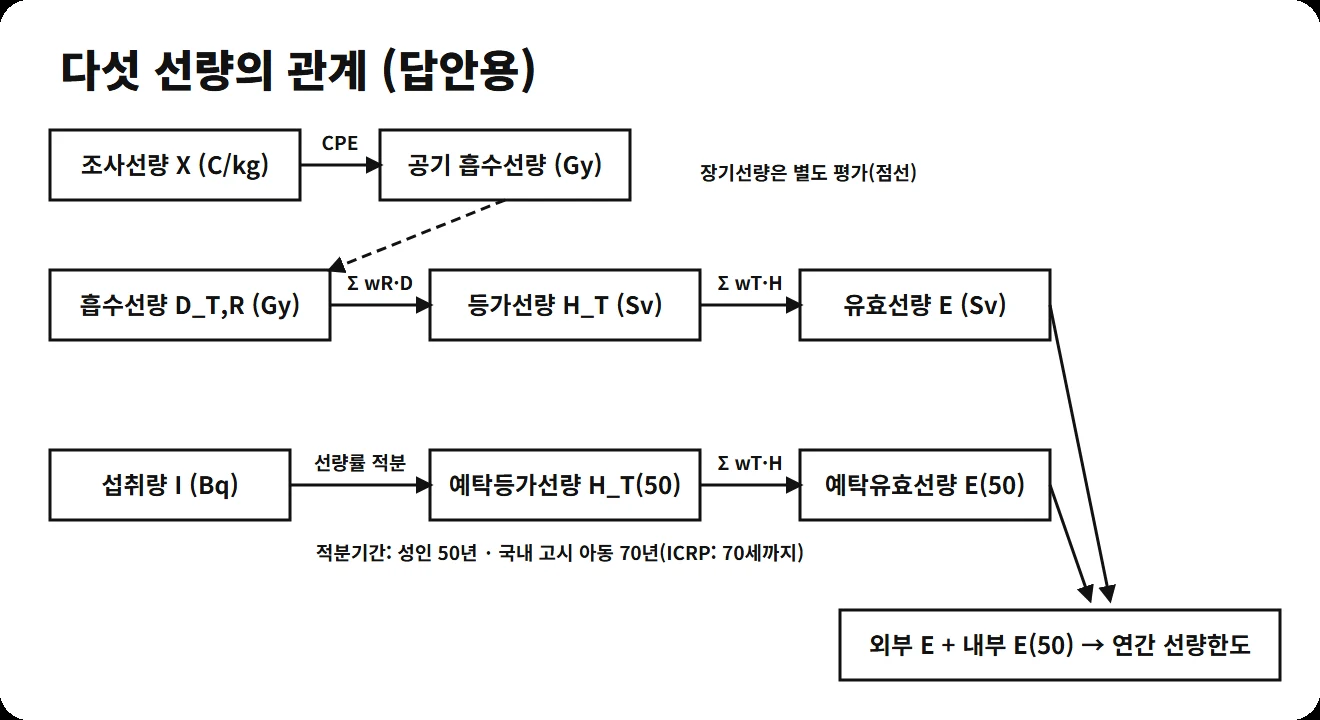 다섯 선량의 관계 (답안용)
CPE
조사선량 X (C/kg)
공기 흡수선량 (Gy)
장기선량은 별도 평가(점선)
Σ wR·D
Σ wT·H
흡수선량 D_T,R (Gy)
등가선량 H_T (Sv)
유효선량 E (Sv)
선량률 적분
Σ wT·H
섭취량 I (Bq)
예탁등가선량 H_T(50)
예탁유효선량 E(50)
적분기간: 성인 50년 · 국내 고시 아동 70년(ICRP: 70세까지)
외부 E + 내부 E(50) → 연간 선량한도